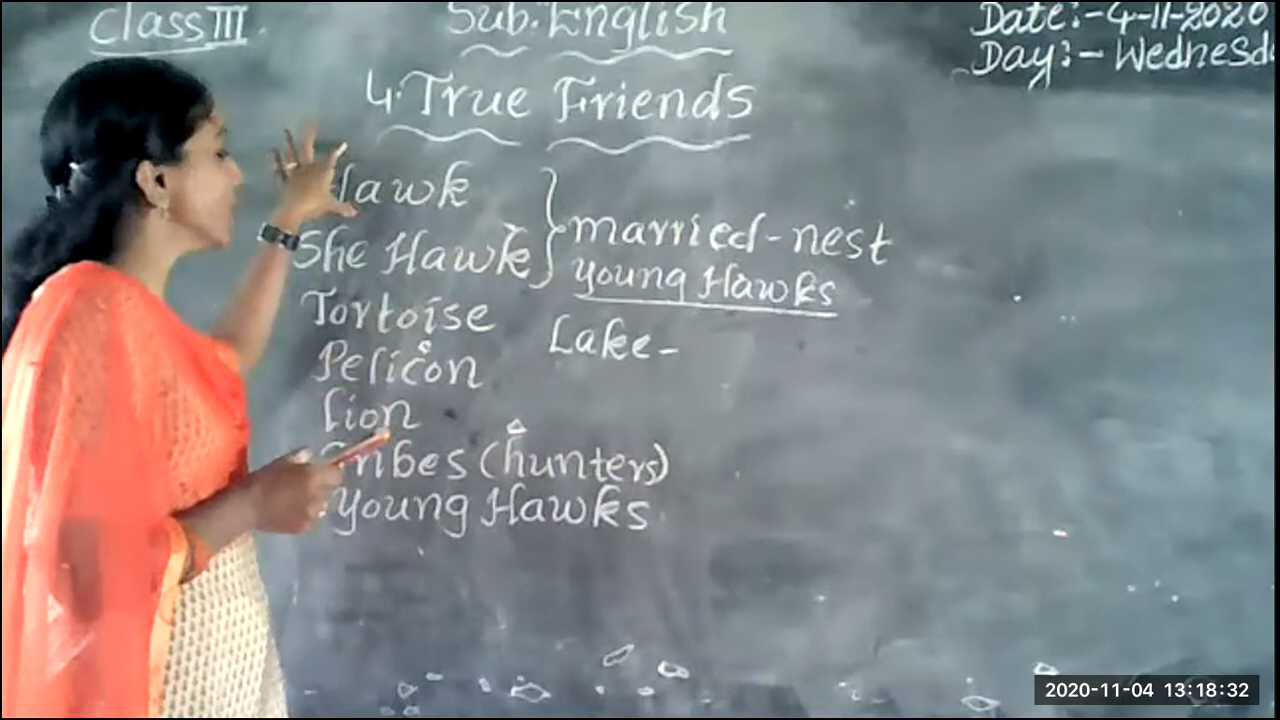 Class III.
Sub:English
Date:-4-11-2020
Day:-Wednesd
4.True Friends
Hawk
She Hawk
married-nest
young Hawks
Tortoise
Lake-
Pelicon
Lion
Tribes (hunters)
Young Hawks
2020-11-04 13:18:32